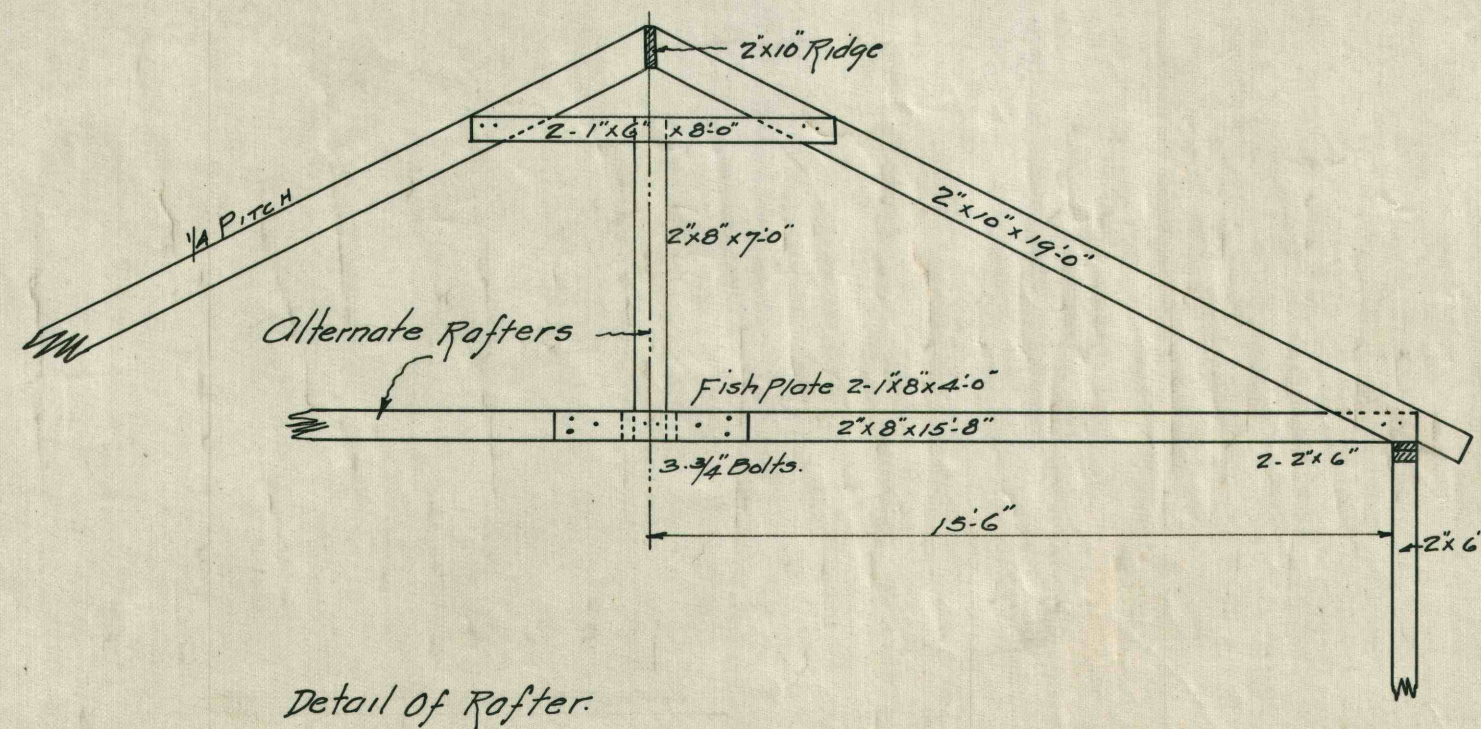 2"x10" Ridge
2-1"x6" x 8'-0"
1/4 PITCH
2"x10"x19'-0"
2"x8"x7'-0"
Alternate Rafters
Fish Plate 2-1"x8"x4'-0"
2"x8"x15'-8"
3-3/4" Bolts.
2-2"x6"
15'-6"
2"x6"
Detail Of Rafter.